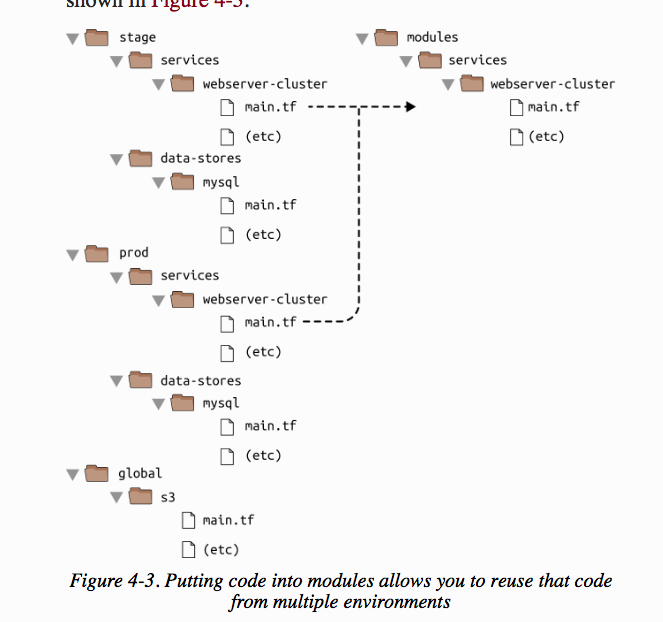 shown in Figure 4-3.
stage
services
webserver-cluster
main.tf
(etc)
data-stores
mysql
main.tf
(etc)
prod
services
webserver-cluster
main.tf
(etc)
data-stores
mysql
main.tf
(etc)
global
s3
main.tf
(etc)
modules
services
webserver-cluster
main.tf
(etc)
Figure 4-3. Putting code into modules allows you to reuse that code
from multiple environments